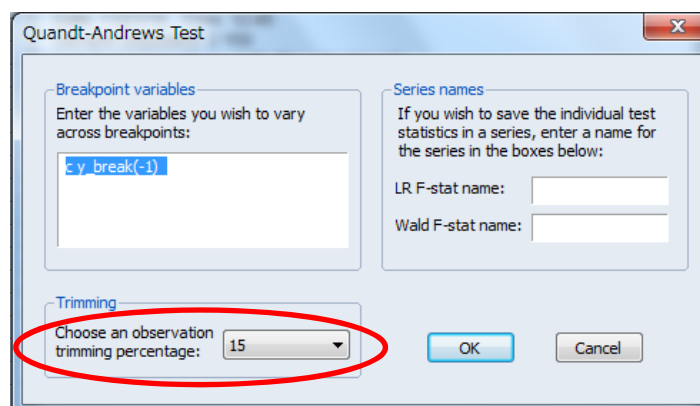 Quandt-Andrews Test
Breakpoint variables
Enter the variables you wish to vary
across breakpoints:
c y_break(-1)
Series names
If you wish to save the individual test
statistics in a series, enter a name for
the series in the boxes below:
LR F-stat name:
Wald F-stat name:
Trimming
Choose an observation
trimming percentage:
15
OK
Cancel